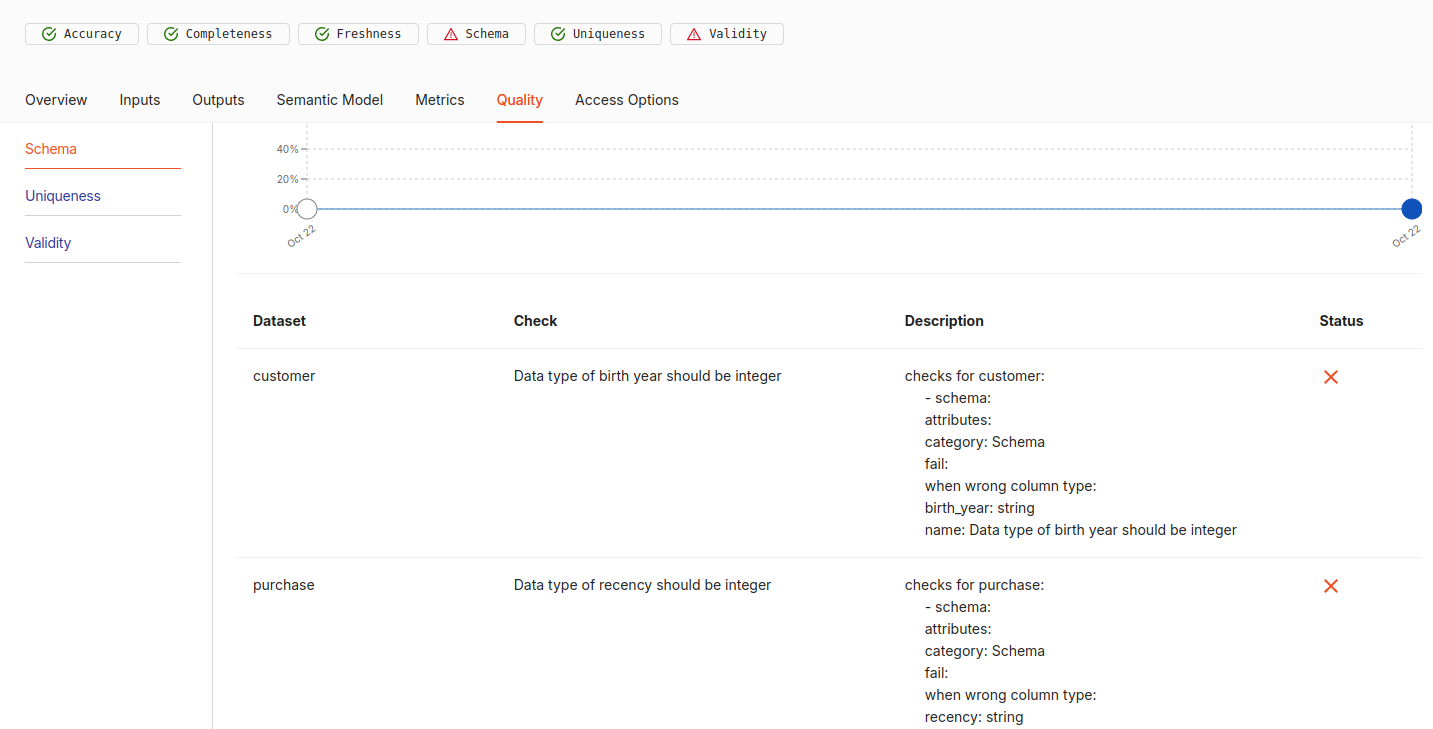 Accuracy Completeness Freshness Schema Uniqueness Validity
Overview Inputs Outputs Semantic Model Metrics Quality Access Options
Schema
Uniqueness
Validity
40%
20%
0%
Oct 22 Oct 22
Dataset Check Description Status
customer Data type of birth year should be integer checks for customer:
- schema:
attributes:
category: Schema
fail:
when wrong column type:
birth_year: string
name: Data type of birth year should be integer
purchase Data type of recency should be integer checks for purchase:
- schema:
attributes:
category: Schema
fail:
when wrong column type:
recency: string